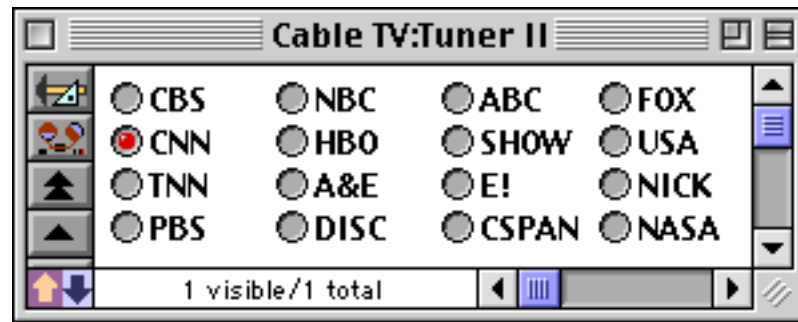 Cable TV:Tuner II
CBS NBC ABC FOX
CNN HBO SHOW USA
TNN A&E E! NICK
PBS DISC CSPAN NASA
1 visible/1 total